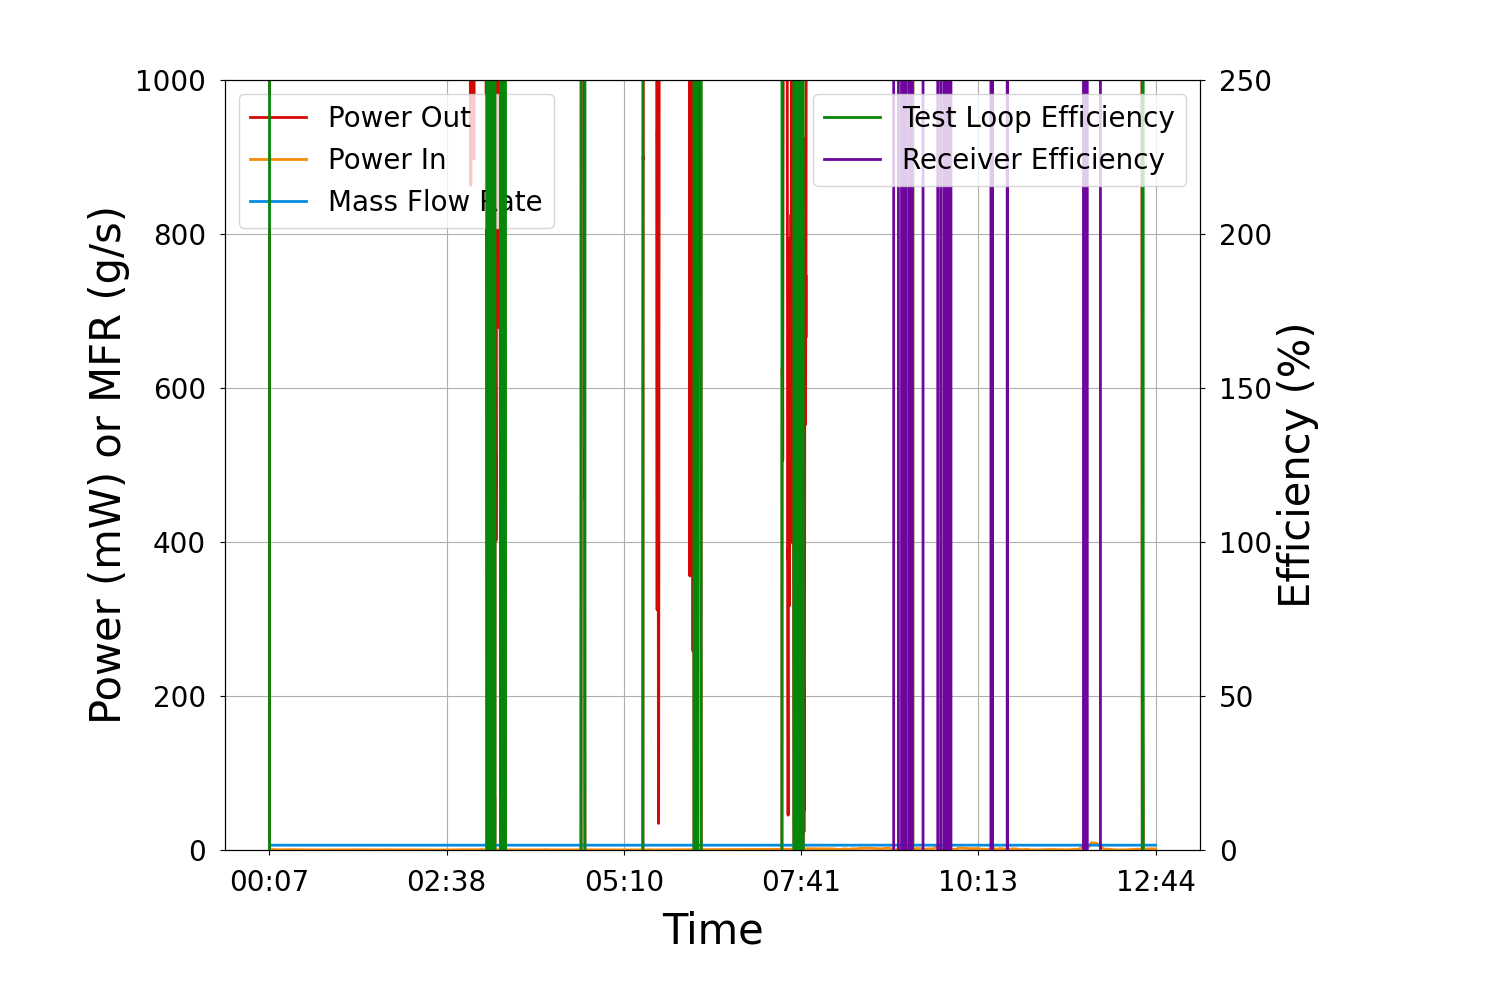 1000
800
600
400
200
0
Power (mW) or MFR (g/s)
Power Out
Power In
Mass Flow Rate
Test Loop Efficiency
Receiver Efficiency
250
200
150
100
50
0
Efficiency (%)
00:07 02:38 05:10 07:41 10:13 12:44
Time